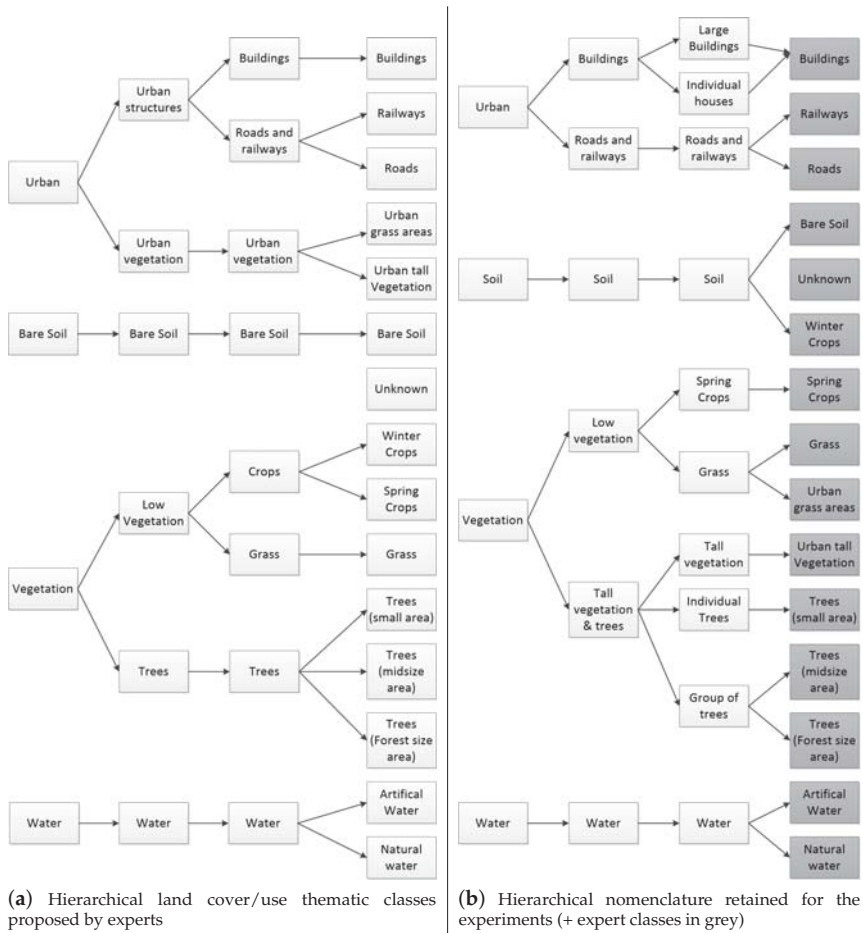 Urban
Urban
structures
Buildings
Buildings
Roads and
railways
Railways
Roads
Urban
vegetation
Urban
vegetation
Urban
grass areas
Urban tall
Vegetation
Bare Soil
Bare Soil
Bare Soil
Bare Soil
Unknown
Vegetation
Low
Vegetation
Crops
Winter
Crops
Spring
Crops
Grass
Grass
Trees
Trees
Trees
(small area)
Trees
(midsize
area)
Trees
(Forest size
area)
Water
Water
Water
Artifical
Water
Natural
water
(a) Hierarchical land cover/use thematic classes
proposed by experts
Urban
Buildings
Large
Buildings
Individual
houses
Buildings
Roads and
railways
Roads and
railways
Railways
Roads
Soil
Soil
Soil
Bare Soil
Unknown
Winter
Crops
Vegetation
Low
vegetation
Spring
Crops
Spring
Crops
Grass
Grass
Urban
grass areas
Tall
vegetation
& trees
Tall
vegetation
Urban tall
Vegetation
Individual
Trees
Trees
(small area)
Group of
trees
Trees
(midsize
area)
Trees
(Forest size
area)
Water
Water
Water
Artifical
Water
Natural
water
(b) Hierarchical nomenclature retained for the
experiments (+ expert classes in grey)